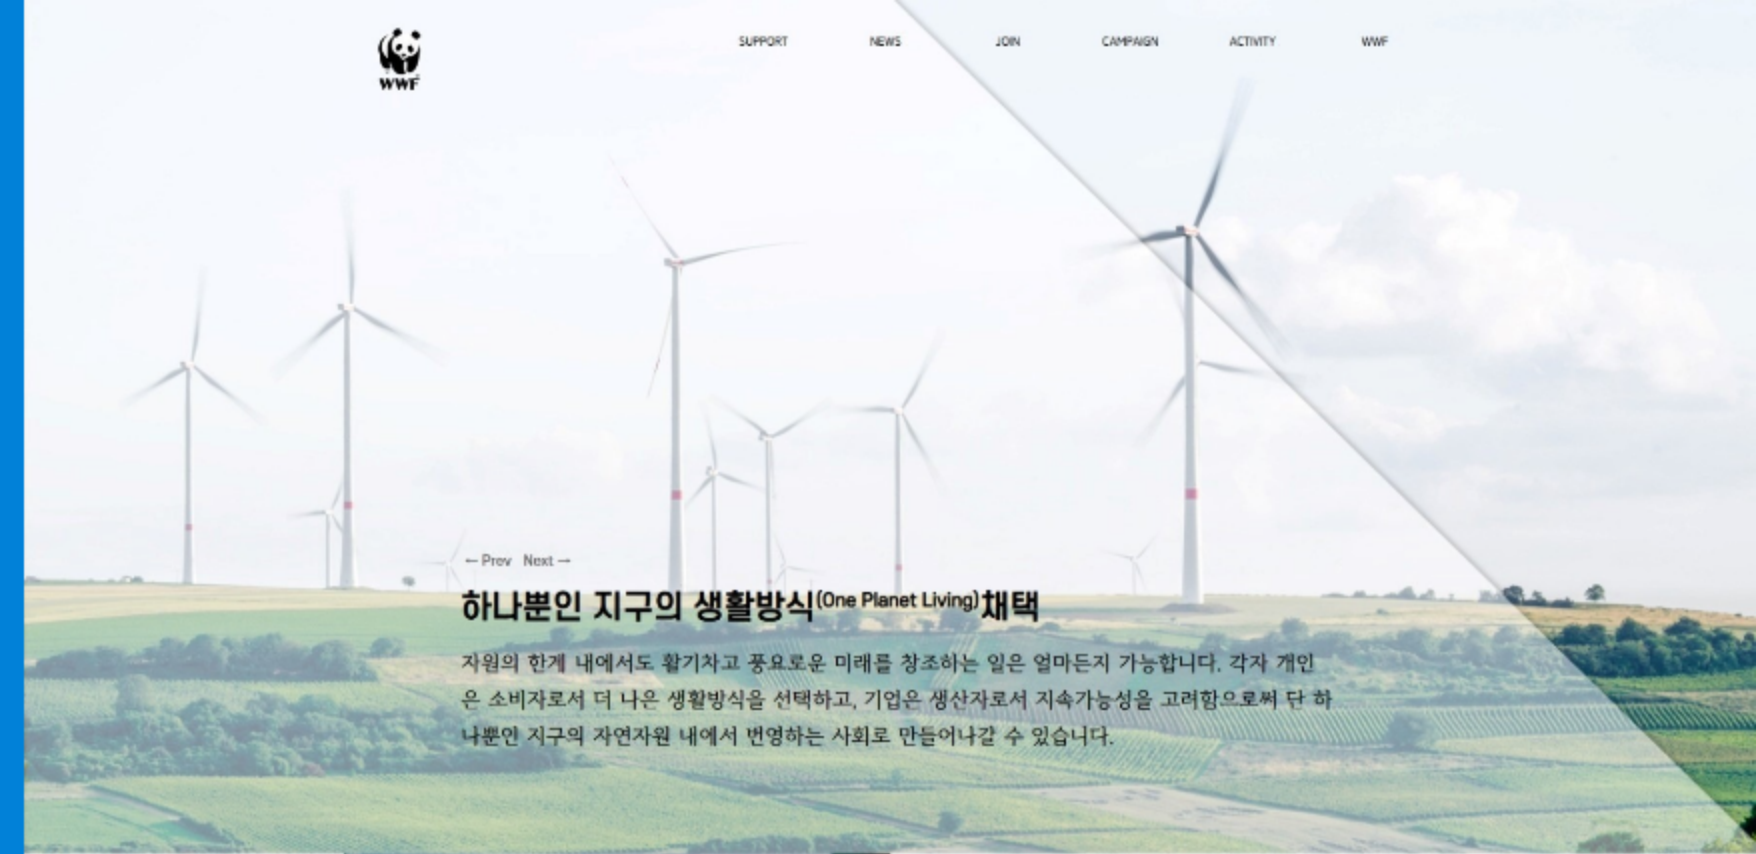 WWF
SUPPORT NEWS JOIN CAMPAIGN ACTIVITY WWF
← Prev Next →
하나뿐인 지구의 생활방식(One Planet Living)채택
자원의 한계 내에서도 활기차고 풍요로운 미래를 창조하는 일은 얼마든지 가능합니다. 각자 개인
은 소비자로서 더 나은 생활방식을 선택하고, 기업은 생산자로서 지속가능성을 고려함으로써 단 하
나뿐인 지구의 자연자원 내에서 번영하는 사회로 만들어나갈 수 있습니다.